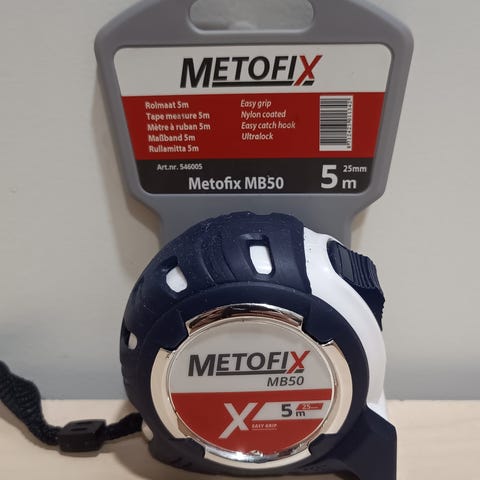 METOFIX
Rolmaat 5m
Tape measure 5m
Mètre à ruban 5m
Maßband 5m
Rullamitta 5m
Easy grip
Nylon coated
Easy catch hook
Ultralock
Art.nr. 546005
Metofix MB50
5 m
25mm
METOFIX
MB50
X
EASY GRIP
5 m
25mm